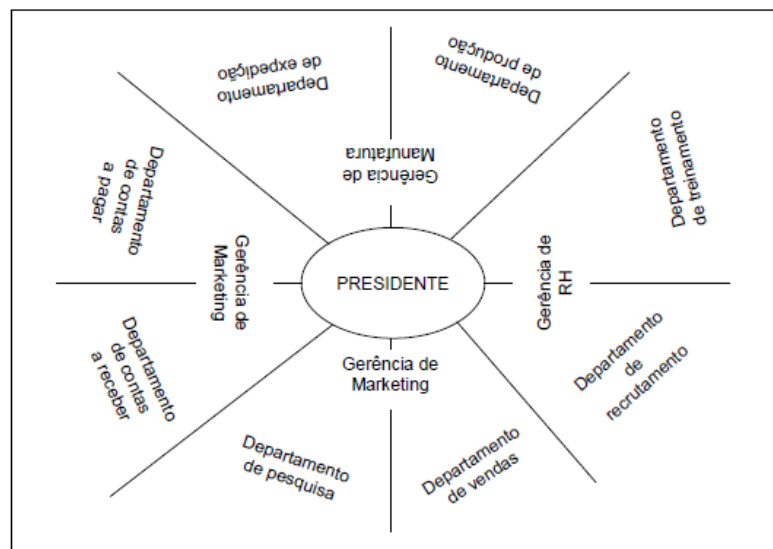 Departamento
de expedição
Departamento
de produção
Gerência de
Manufatura
Departamento
de contas
a pagar
Departamento
de treinamento
Gerência de
Marketing
PRESIDENTE
Gerência de
RH
Departamento
de contas
a receber
Gerência de
Marketing
Departamento
de
recrutamento
Departamento
de pesquisa
Departamento
de vendas